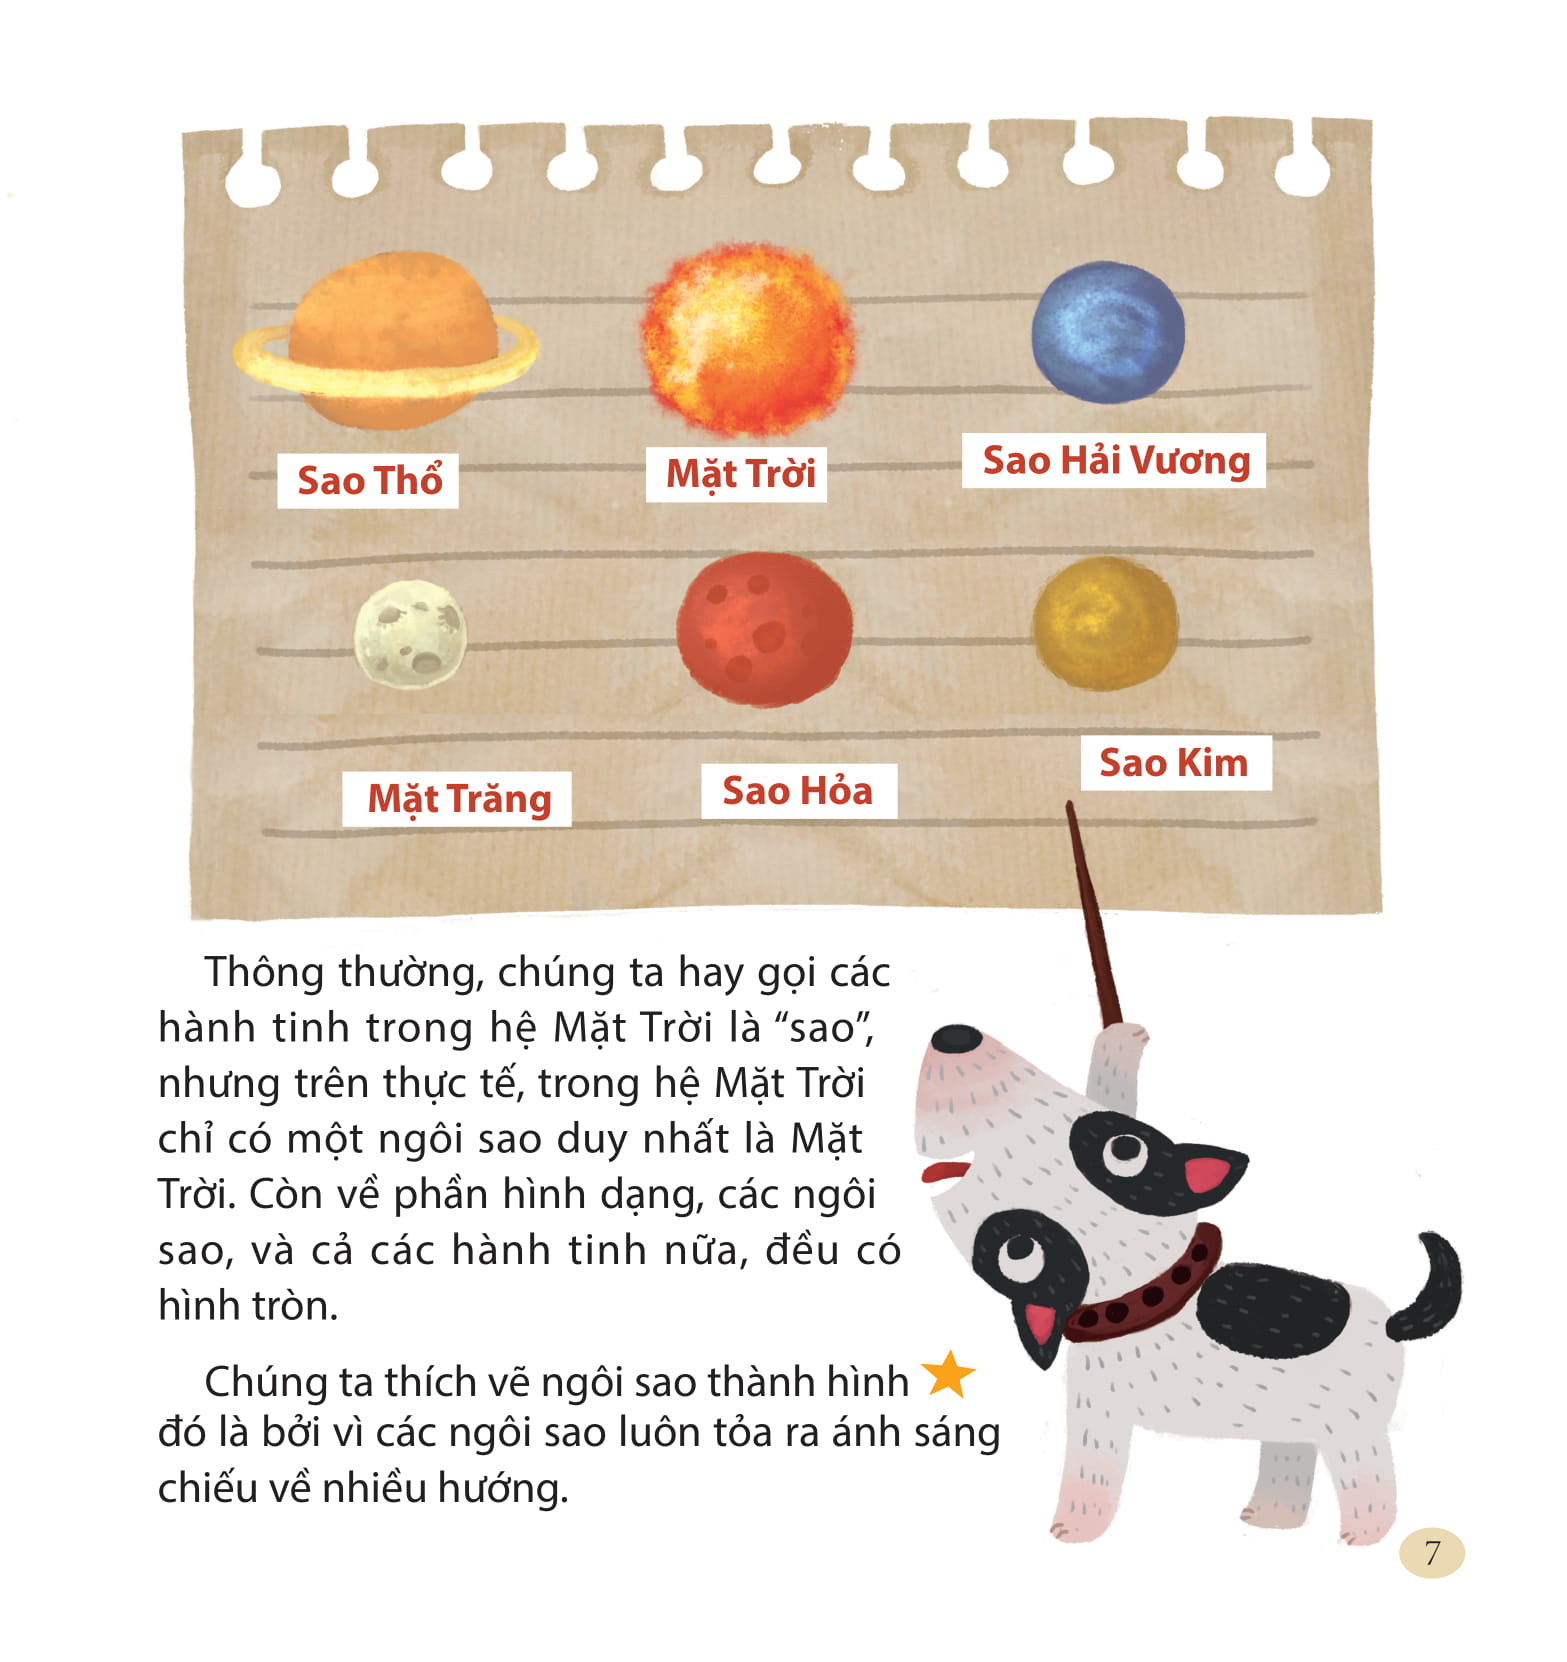 Sao Thổ
Mặt Trời
Sao Hải Vương
Mặt Trăng
Sao Hỏa
Sao Kim
Thông thường, chúng ta hay gọi các
hành tinh trong hệ Mặt Trời là “sao”,
nhưng trên thực tế, trong hệ Mặt Trời
chỉ có một ngôi sao duy nhất là Mặt
Trời. Còn về phần hình dạng, các ngôi
sao, và cả các hành tinh nữa, đều có
hình tròn.
Chúng ta thích vẽ ngôi sao thành hình
đó là bởi vì các ngôi sao luôn tỏa ra ánh sáng
chiếu về nhiều hướng.
7